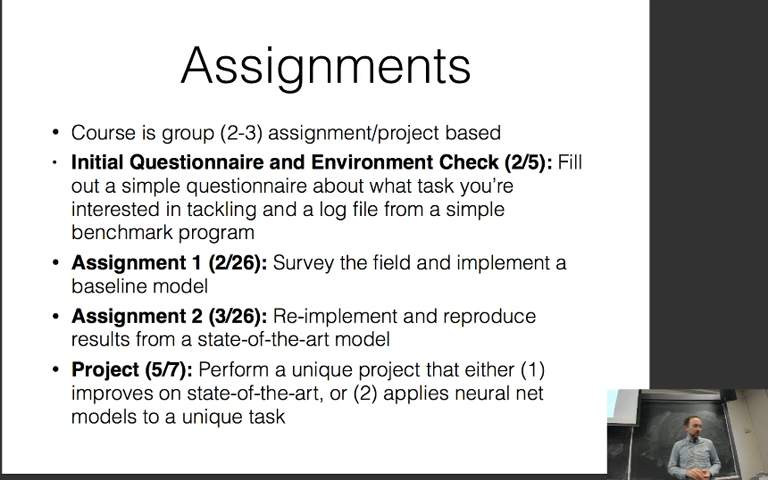 Assignments
• Course is group (2-3) assignment/project based
• Initial Questionnaire and Environment Check (2/5): Fill
out a simple questionnaire about what task you're
interested in tackling and a log file from a simple
benchmark program
• Assignment 1 (2/26): Survey the field and implement a
baseline model
• Assignment 2 (3/26): Re-implement and reproduce
results from a state-of-the-art model
• Project (5/7): Perform a unique project that either (1)
improves on state-of-the-art, or (2) applies neural net
models to a unique task